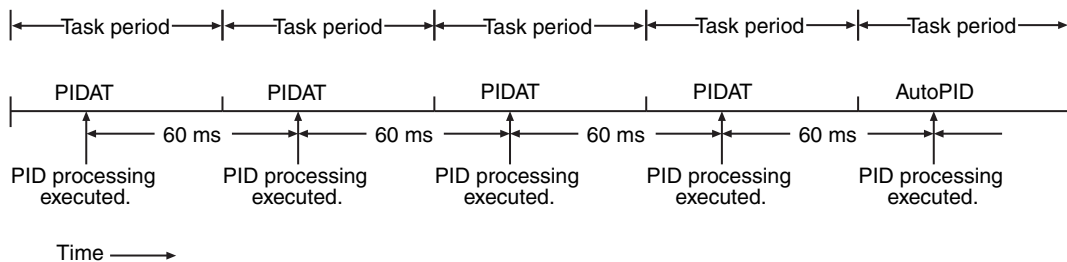 Task period Task period Task period Task period Task period
PIDAT PIDAT PIDAT PIDAT AutoPID
60 ms 60 ms 60 ms 60 ms
PID processing PID processing PID processing PID processing PID processing
executed. executed. executed. executed. executed.
Time